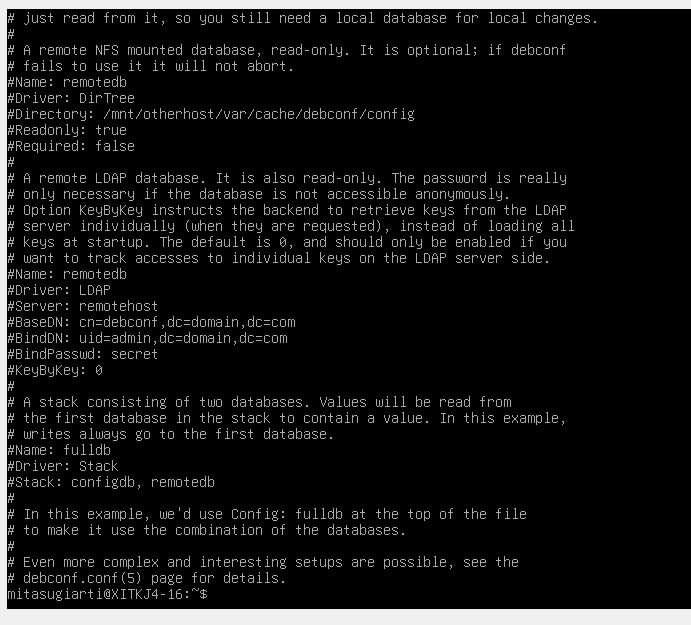 # just read from it, so you still need a local database for local changes.
#
# A remote NFS mounted database, read-only. It is optional; if debconf
# fails to use it it will not abort.
#Name: remotedb
#Driver: DirTree
#Directory: /mnt/otherhost/var/cache/debconf/config
#Readonly: true
#Required: false
#
# A remote LDAP database. It is also read-only. The password is really
# only necessary if the database is not accessible anonymously.
# Option KeyByKey instructs the backend to retrieve keys from the LDAP
# server individually (when they are requested), instead of loading all
# keys at startup. The default is 0, and should only be enabled if you
# want to track accesses to individual keys on the LDAP server side.
#Name: remotedb
#Driver: LDAP
#Server: remotehost
#BaseDN: cn=debconf,dc=domain,dc=com
#BindDN: uid=admin,dc=domain,dc=com
#BindPasswd: secret
#KeyByKey: 0
#
# A stack consisting of two databases. Values will be read from
# the first database in the stack to contain a value. In this example,
# writes always go to the first database.
#Name: fulldb
#Driver: Stack
#Stack: configdb, remotedb
#
# In this example, we'd use Config: fulldb at the top of the file
# to make it use the combination of the databases.
#
# Even more complex and interesting setups are possible, see the
# debconf.conf(5) page for details.
mitasugiarti@XITKJ4-16:~$